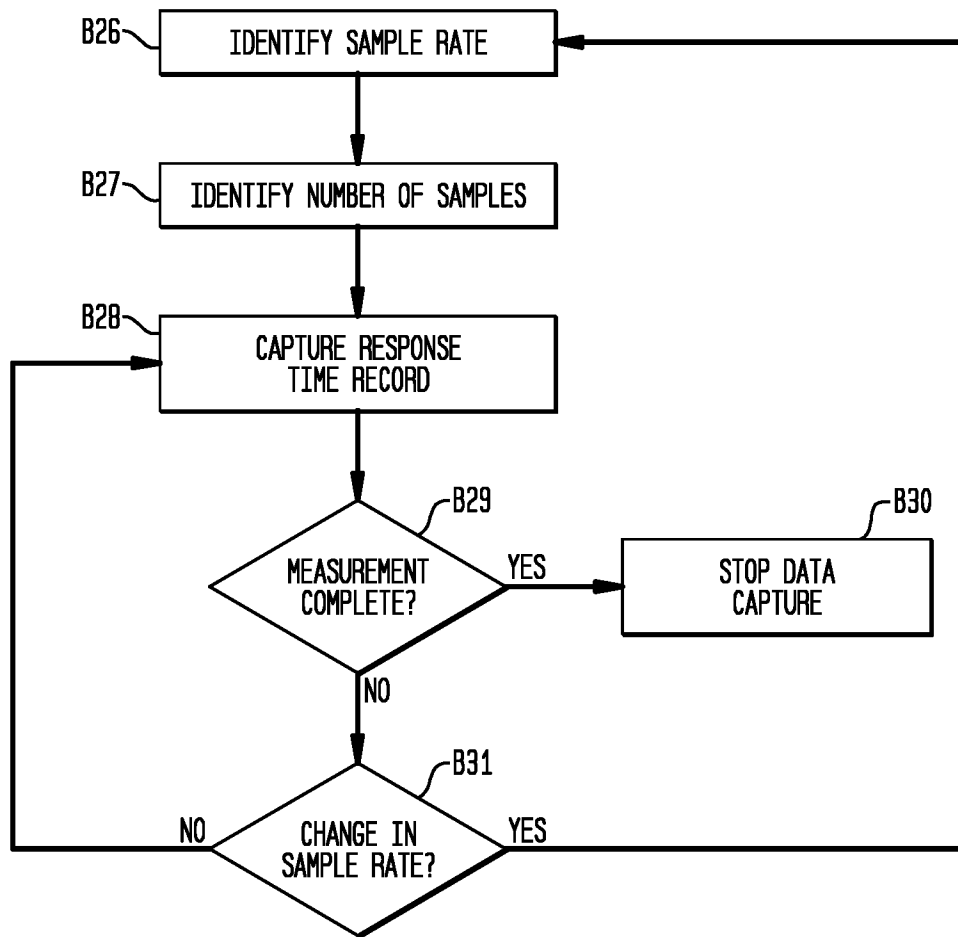 B26
IDENTIFY SAMPLE RATE
B27
IDENTIFY NUMBER OF SAMPLES
B28
CAPTURE RESPONSE
TIME RECORD
B29
MEASUREMENT
COMPLETE?
YES
B30
STOP DATA
CAPTURE
NO
B31
CHANGE IN
SAMPLE RATE?
NO
YES